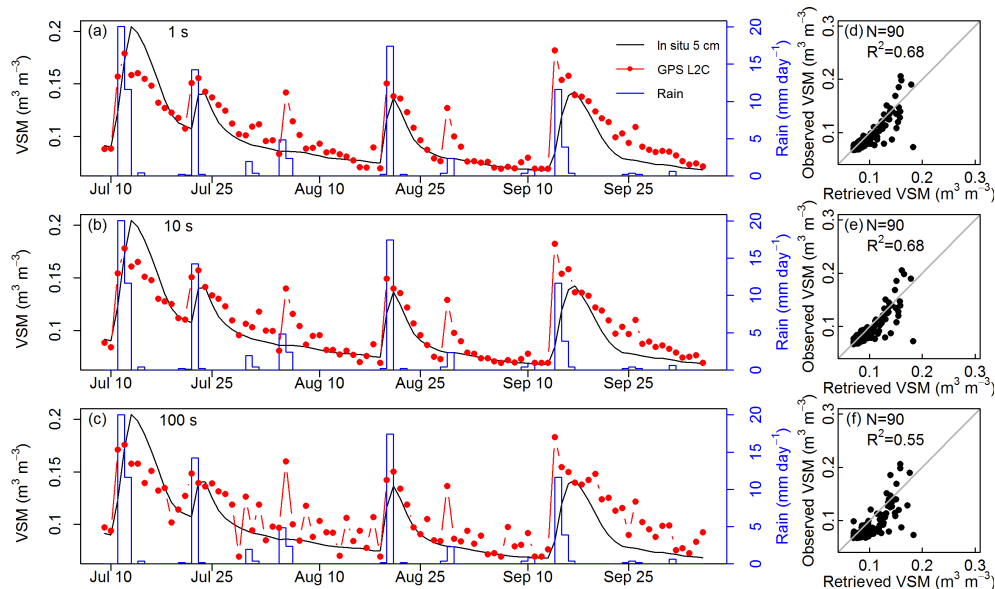 (a)
1 s
In situ 5 cm
GPS L2C
Rain
VSM (m³ m⁻³)
0.2
0.15
0.1
20
15
10
5
0
Rain (mm day⁻¹)
Jul 10
Jul 25
Aug 10
Aug 25
Sep 10
Sep 25
(d)
N=90
R²=0.68
Observed VSM (m³ m⁻³)
0.3
0.2
0.1
0.1
0.2
0.3
Retrieved VSM (m³ m⁻³)
(b)
10 s
VSM (m³ m⁻³)
0.2
0.15
0.1
20
15
10
5
0
Rain (mm day⁻¹)
Jul 10
Jul 25
Aug 10
Aug 25
Sep 10
Sep 25
(e)
N=90
R²=0.68
Observed VSM (m³ m⁻³)
0.3
0.2
0.1
0.1
0.2
0.3
Retrieved VSM (m³ m⁻³)
(c)
100 s
VSM (m³ m⁻³)
0.2
0.15
0.1
20
15
10
5
0
Rain (mm day⁻¹)
Jul 10
Jul 25
Aug 10
Aug 25
Sep 10
Sep 25
(f)
N=90
R²=0.55
Observed VSM (m³ m⁻³)
0.3
0.2
0.1
0.1
0.2
0.3
Retrieved VSM (m³ m⁻³)